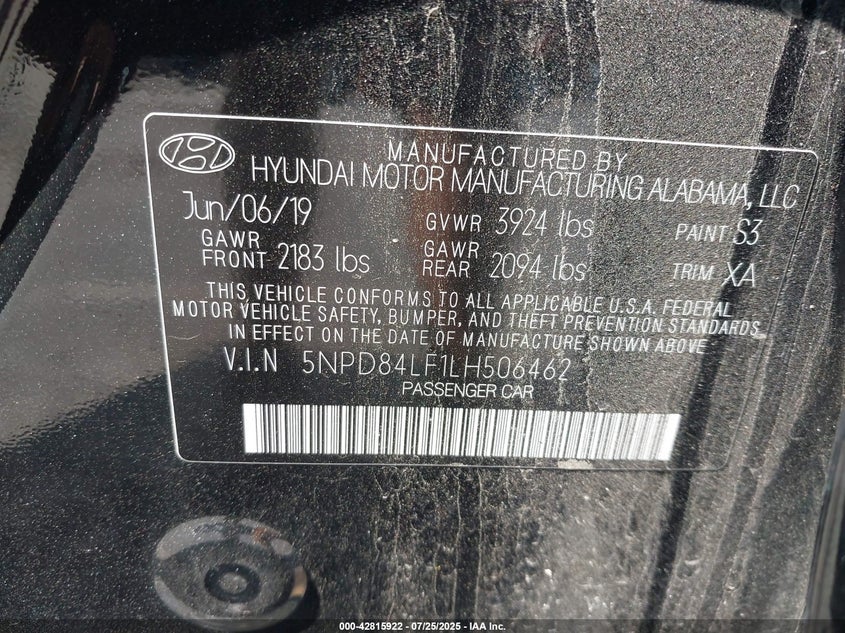 MANUFACTURED BY
HYUNDAI MOTOR MANUFACTURING ALABAMA, LLC
Jun/06/19 GVWR 3924 lbs PAINT S3
GAWR FRONT 2183 lbs GAWR REAR 2094 lbs TRIM XA
THIS VEHICLE CONFORMS TO ALL APPLICABLE U.S.A. FEDERAL
MOTOR VEHICLE SAFETY, BUMPER, AND THEFT PREVENTION STANDARDS
IN EFFECT ON THE DATE OF MANUFACTURE SHOWN ABOVE
V.I.N 5NPD84LF1LH506462
PASSENGER CAR
000-42815922 - 07/25/2025 - IAA Inc.